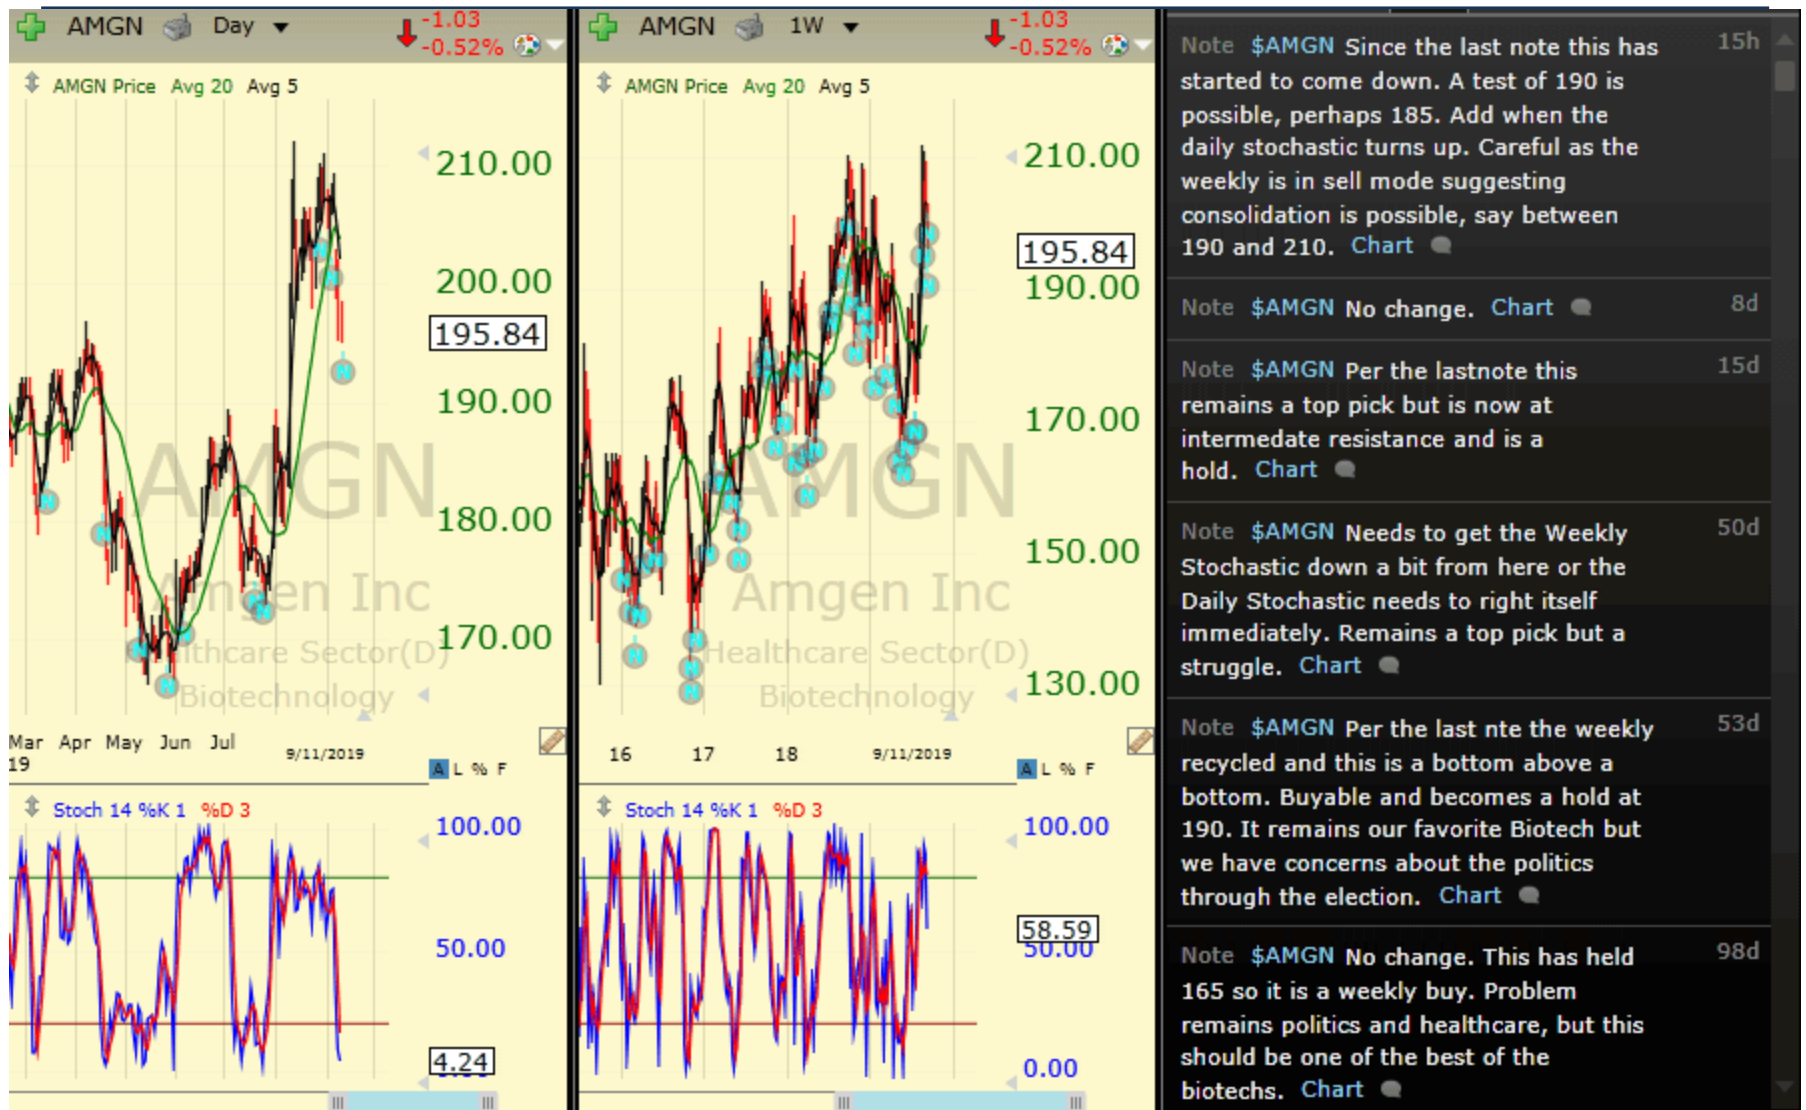 AMGN Day
-1.03
-0.52%
AMGN Price Avg 20 Avg 5
210.00
200.00
195.84
190.00
180.00
170.00
AMGN
Amgen Inc
Healthcare Sector(D)
Biotechnology
Mar Apr May Jun Jul
19
9/11/2019
A L % F
Stoch 14 %K 1 %D 3
100.00
50.00
4.24
AMGN 1W
-1.03
-0.52%
AMGN Price Avg 20 Avg 5
210.00
195.84
190.00
170.00
150.00
130.00
AMGN
Amgen Inc
Healthcare Sector(D)
Biotechnology
16 17 18
9/11/2019
A L % F
Stoch 14 %K 1 %D 3
100.00
58.59
50.00
0.00
Note $AMGN Since the last note this has 15h
started to come down. A test of 190 is
possible, perhaps 185. Add when the
daily stochastic turns up. Careful as the
weekly is in sell mode suggesting
consolidation is possible, say between
190 and 210. Chart
Note $AMGN No change. Chart 8d
Note $AMGN Per the lastnote this 15d
remains a top pick but is now at
intermedate resistance and is a
hold. Chart
Note $AMGN Needs to get the Weekly 50d
Stochastic down a bit from here or the
Daily Stochastic needs to right itself
immediately. Remains a top pick but a
struggle. Chart
Note $AMGN Per the last nte the weekly 53d
recycled and this is a bottom above a
bottom. Buyable and becomes a hold at
190. It remains our favorite Biotech but
we have concerns about the politics
through the election. Chart
Note $AMGN No change. This has held 98d
165 so it is a weekly buy. Problem
remains politics and healthcare, but this
should be one of the best of the
biotechs. Chart